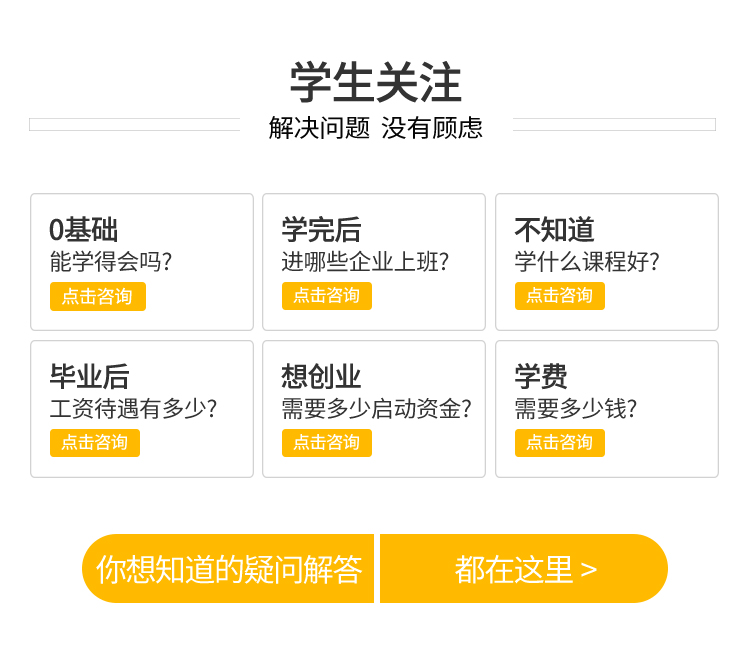 学生关注
解决问题 没有顾虑
0基础
能学得会吗?
点击咨询
学完后
进哪些企业上班?
点击咨询
不知道
学什么课程好?
点击咨询
毕业后
工资待遇有多少?
点击咨询
想创业
需要多少启动资金?
点击咨询
学费
需要多少钱?
点击咨询
你想知道的疑问解答
都在这里 >